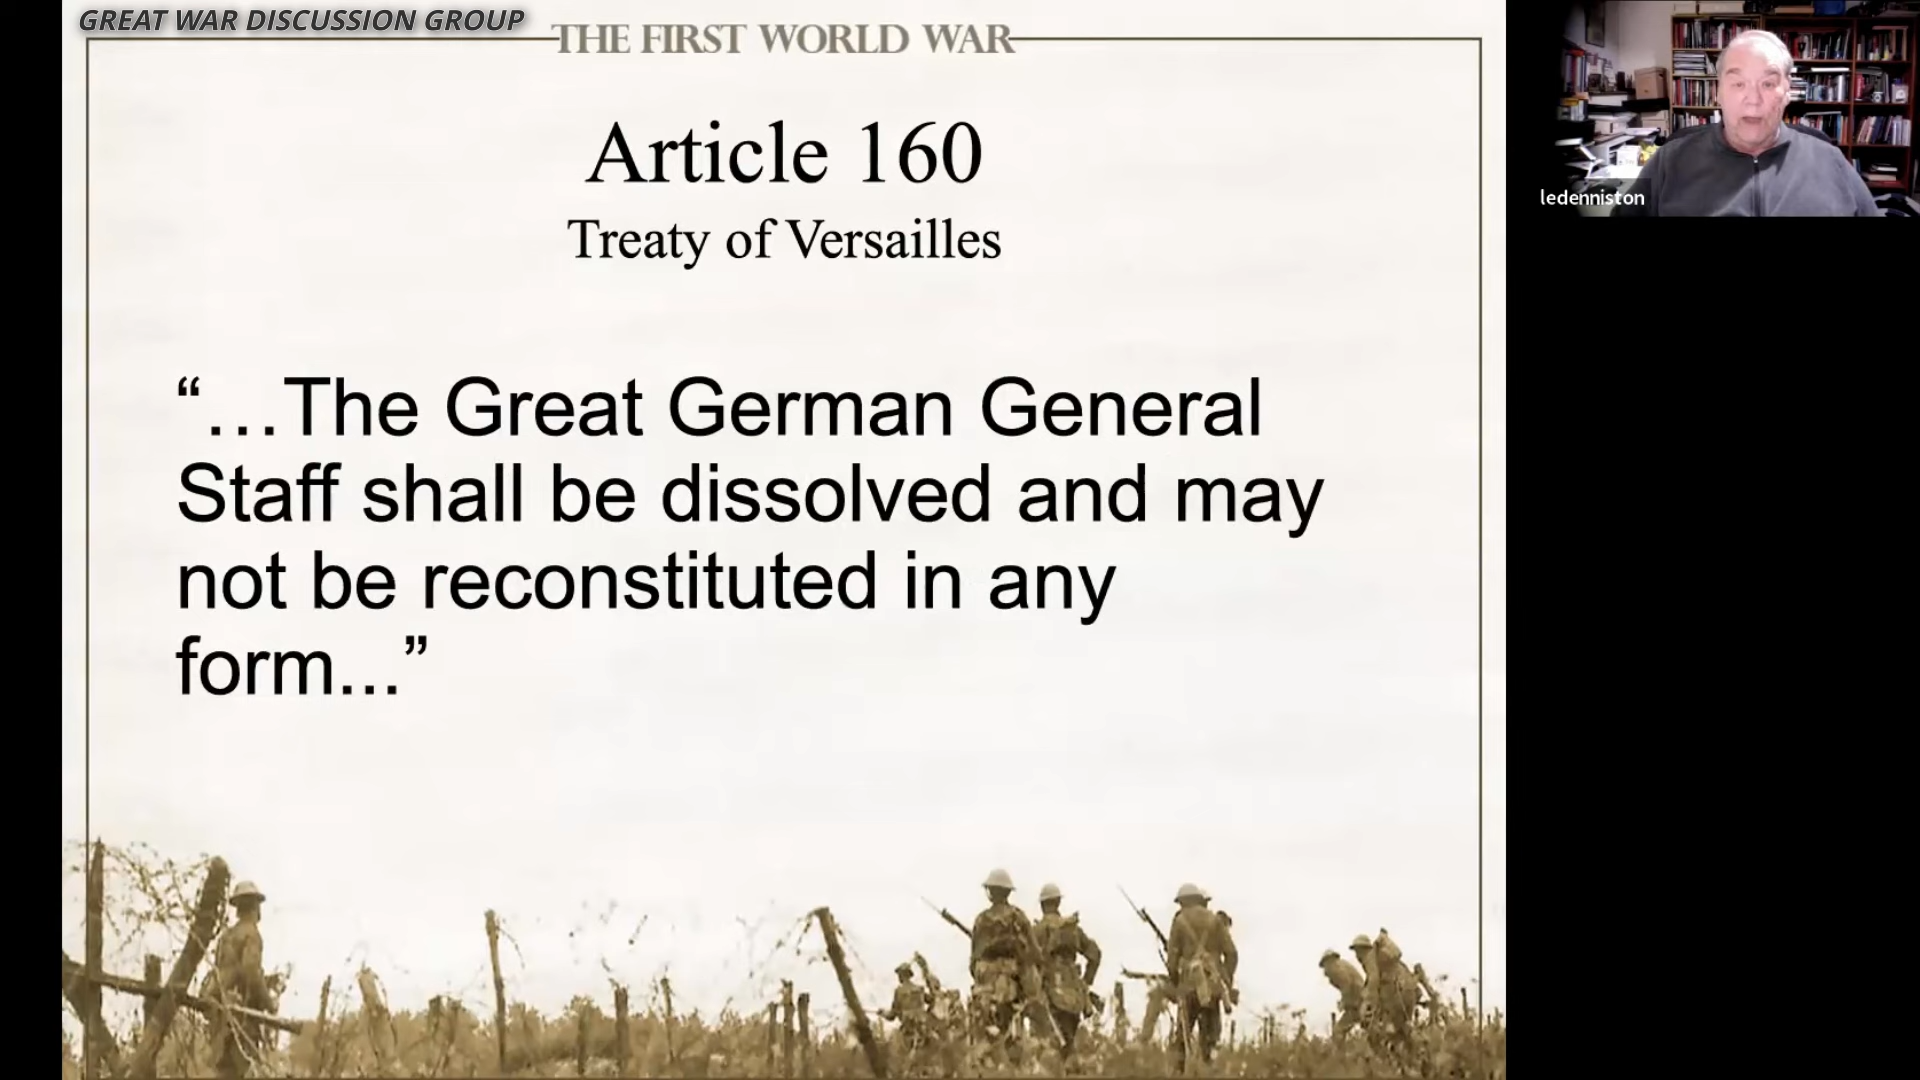 GREAT WAR DISCUSSION GROUP
THE FIRST WORLD WAR
Article 160
Treaty of Versailles
“…The Great German General
Staff shall be dissolved and may
not be reconstituted in any
form...”
ledenniston